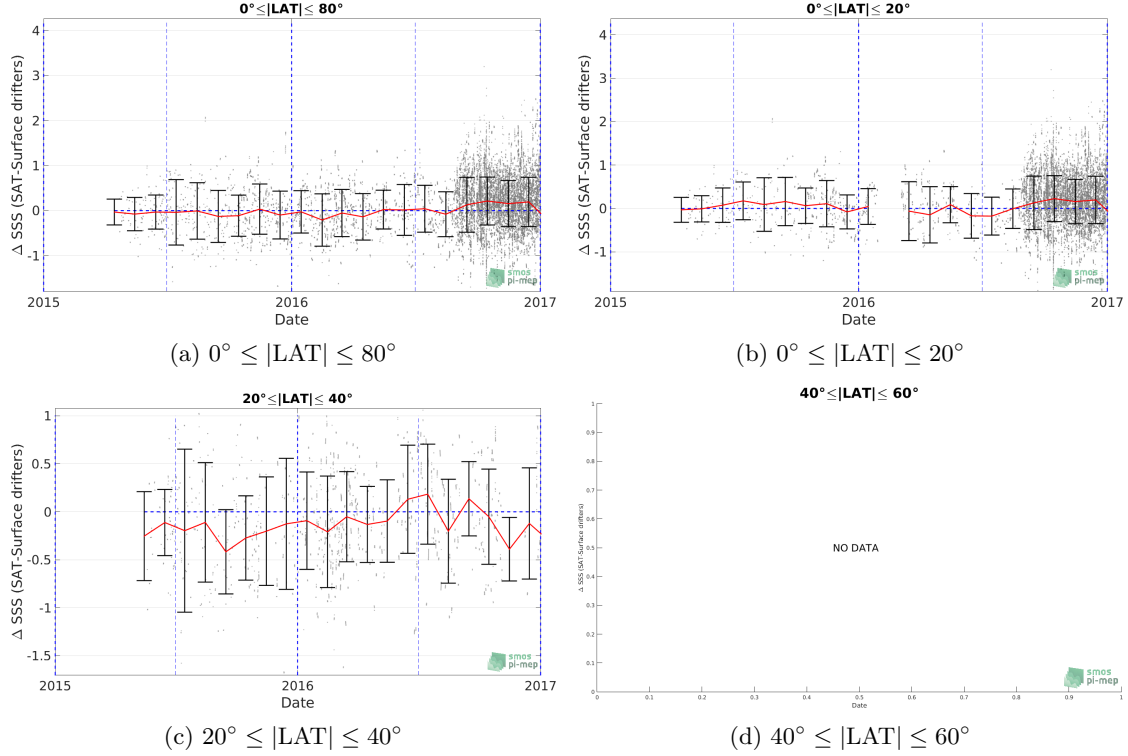 0°≤|LAT|≤ 80°
Δ SSS (SAT-Surface drifters)
4
3
2
1
0
-1
2015
2016
2017
Date
smos
pi-mep
(a) 0° ≤ |LAT| ≤ 80°
0°≤|LAT|≤ 20°
Δ SSS (SAT-Surface drifters)
4
3
2
1
0
-1
2015
2016
2017
Date
smos
pi-mep
(b) 0° ≤ |LAT| ≤ 20°
20°≤|LAT|≤ 40°
Δ SSS (SAT-Surface drifters)
1
0.5
0
-0.5
-1
-1.5
2015
2016
2017
Date
smos
pi-mep
(c) 20° ≤ |LAT| ≤ 40°
40°≤|LAT|≤ 60°
Δ SSS (SAT-Surface drifters)
1
0.9
0.8
0.7
0.6
0.5
0.4
0.3
0.2
0.1
0
NO DATA
0 0.1 0.2 0.3 0.4 0.5 0.6 0.7 0.8 0.9 1
Date
smos
pi-mep
(d) 40° ≤ |LAT| ≤ 60°